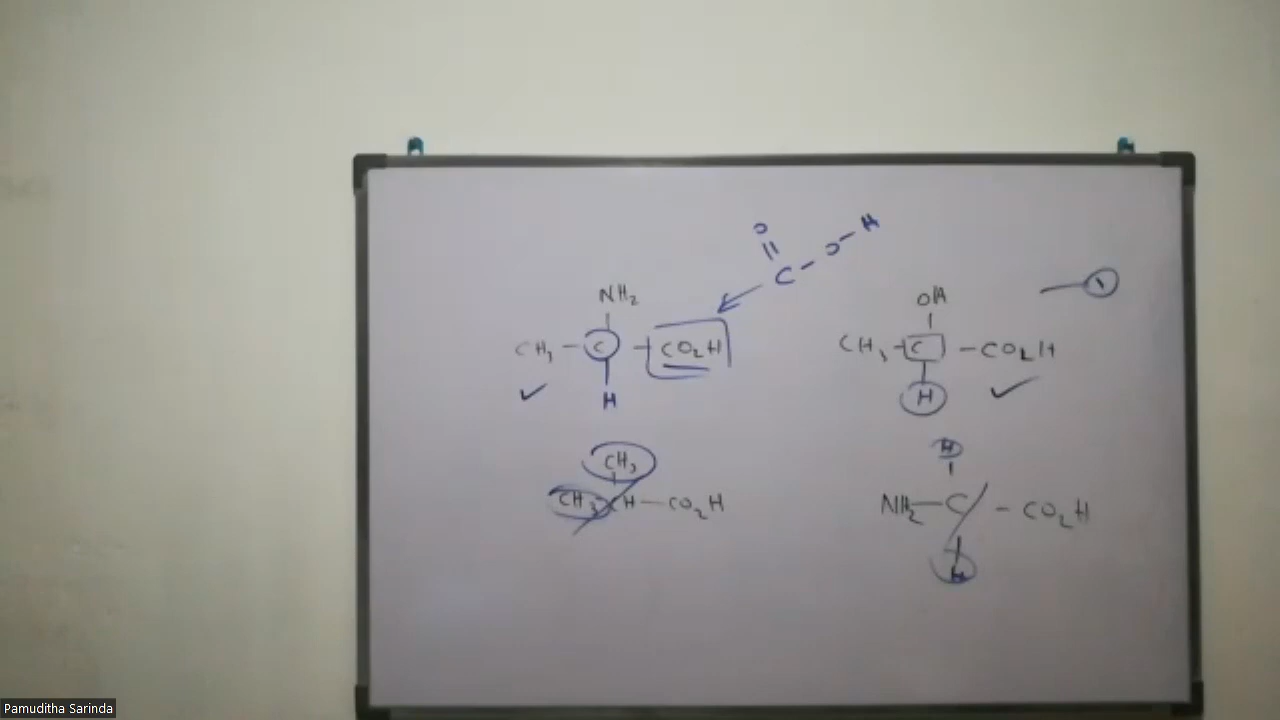 O
||
C - O - H
NH₂
|
CH₃ - C - CO₂H
|
H
OH
|
CH₃ - C - CO₂H
|
H
1
CH₃
|
CH₃ CH - CO₂H
H
|
NH₂ - C - CO₂H
|
H
Pamuditha Sarinda